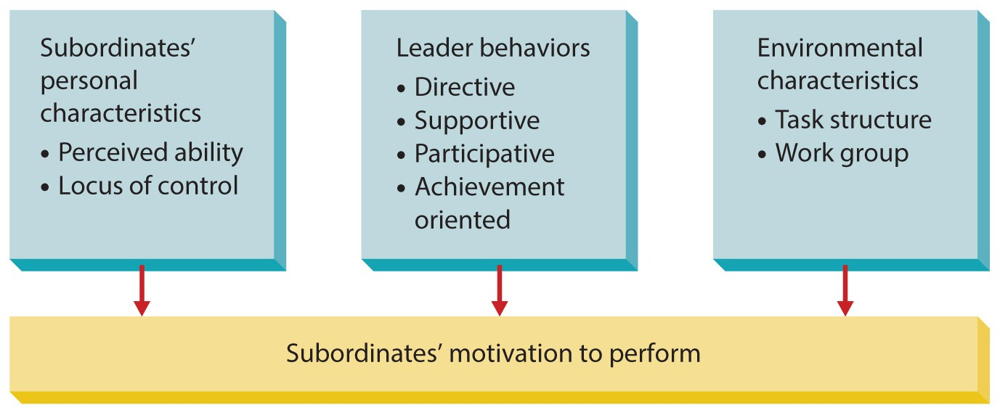 Subordinates’
personal
characteristics
• Perceived ability
• Locus of control
Leader behaviors
• Directive
• Supportive
• Participative
• Achievement
oriented
Environmental
characteristics
• Task structure
• Work group
Subordinates’ motivation to perform